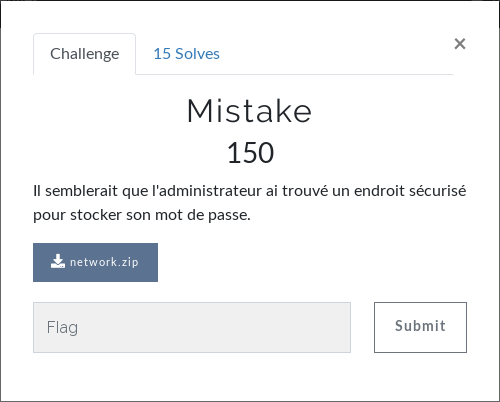 Challenge
15 Solves
×
Mistake
150
Il semblerait que l'administrateur ai trouvé un endroit sécurisé
pour stocker son mot de passe.
network.zip
Flag
Submit